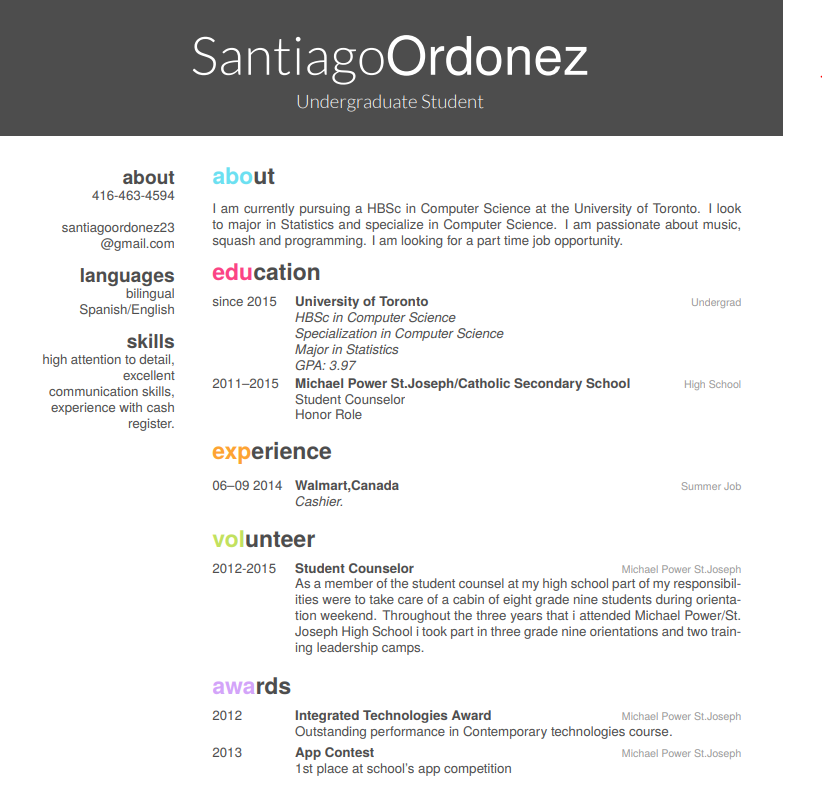 SantiagoOrdonez
Undergraduate Student
about
416-463-4594
santiagoordonez23
@gmail.com
languages
bilingual
Spanish/English
skills
high attention to detail,
excellent
communication skills,
experience with cash
register.
about
I am currently pursuing a HBSc in Computer Science at the University of Toronto. I look
to major in Statistics and specialize in Computer Science. I am passionate about music,
squash and programming. I am looking for a part time job opportunity.
education
since 2015 University of Toronto Undergrad
HBSc in Computer Science
Specialization in Computer Science
Major in Statistics
GPA: 3.97
2011–2015 Michael Power St.Joseph/Catholic Secondary School High School
Student Counselor
Honor Role
experience
06–09 2014 Walmart,Canada Summer Job
Cashier.
volunteer
2012-2015 Student Counselor Michael Power St.Joseph
As a member of the student counsel at my high school part of my responsibil-
ities were to take care of a cabin of eight grade nine students during orienta-
tion weekend. Throughout the three years that i attended Michael Power/St.
Joseph High School i took part in three grade nine orientations and two train-
ing leadership camps.
awards
2012 Integrated Technologies Award Michael Power St.Joseph
Outstanding performance in Contemporary technologies course.
2013 App Contest Michael Power St.Joseph
1st place at school's app competition